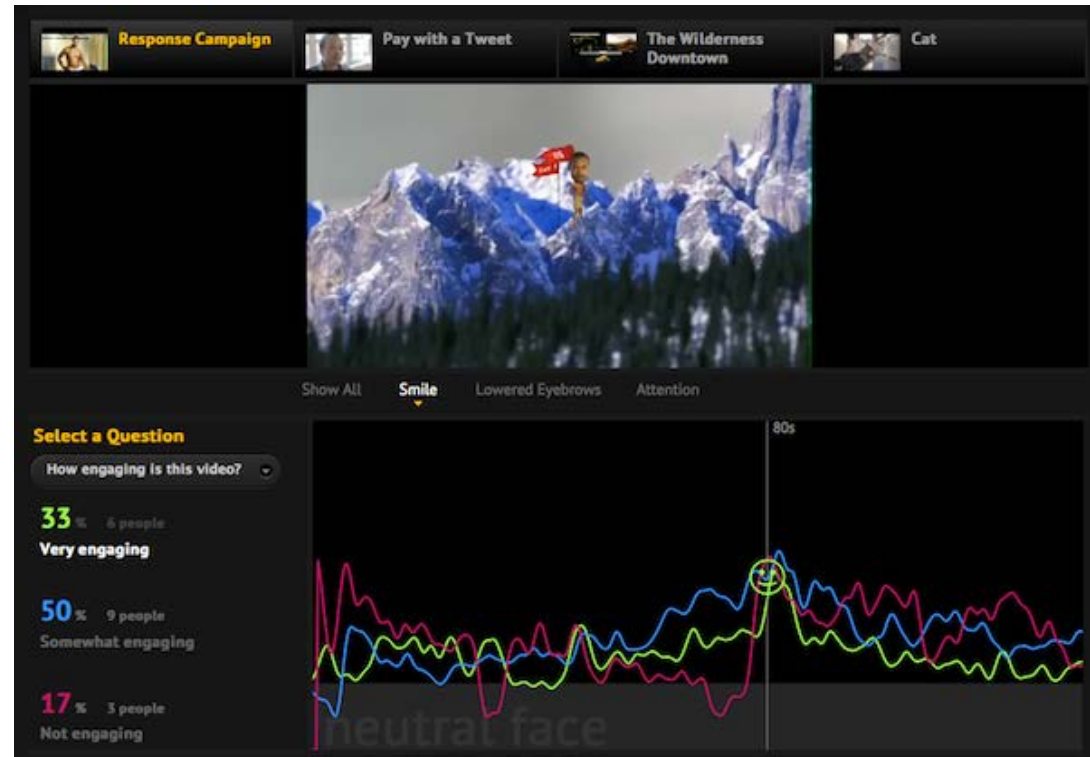 Response Campaign
Pay with a Tweet
The Wilderness
Downtown
Cat
Show All
Smile
Lowered Eyebrows
Attention
Select a Question
How engaging is this video?
80s
33 % 6 people
Very engaging
50 % 9 people
Somewhat engaging
17 % 3 people
Not engaging
neutral face